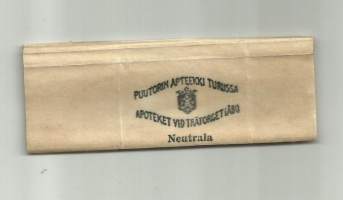 PUUTORIN APTEEKKI TURUSSA
APOTEKET VID TRÄTORGET I ÅBO
Neutrala